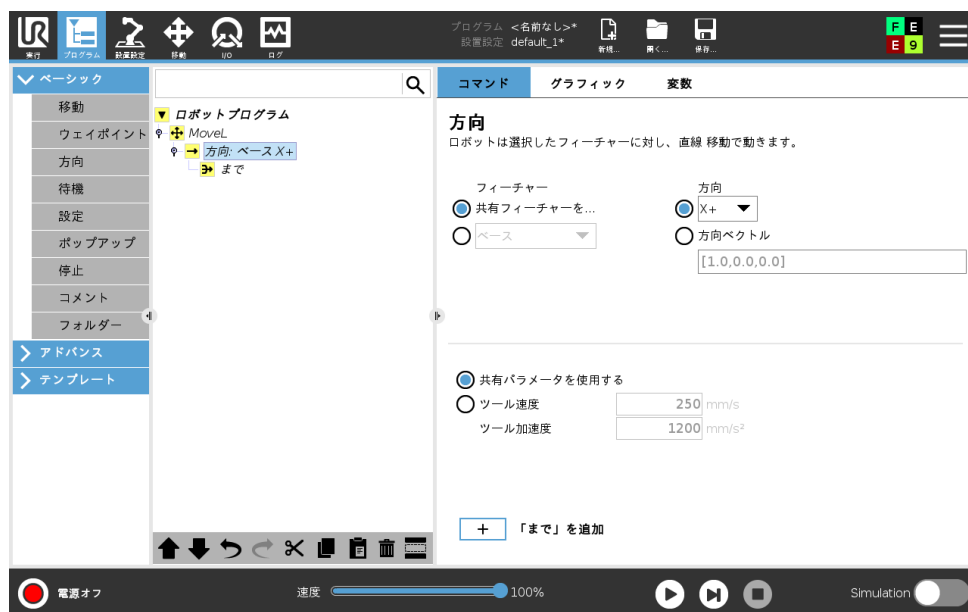 UR
実行
プログラム
設置設定
移動
I/O
ログ
プログラム <名前なし>*
設置設定 default_1*
新規...
開く...
保存...
F E
E 9
ベーシック
移動
ウェイポイント
方向
待機
設定
ポップアップ
停止
コメント
フォルダー
アドバンス
テンプレート
ロボットプログラム
MoveL
方向: ベース X+
まで
コマンド
グラフィック
変数
方向
ロボットは選択したフィーチャーに対し、直線 移動で動きます。
フィーチャー
共有フィーチャーを...
ベース
方向
X+
方向ベクトル
[1.0,0.0,0.0]
共有パラメータを使用する
ツール速度 250 mm/s
ツール加速度 1200 mm/s²
+ 「まで」を追加
電源オフ
速度 100%
Simulation